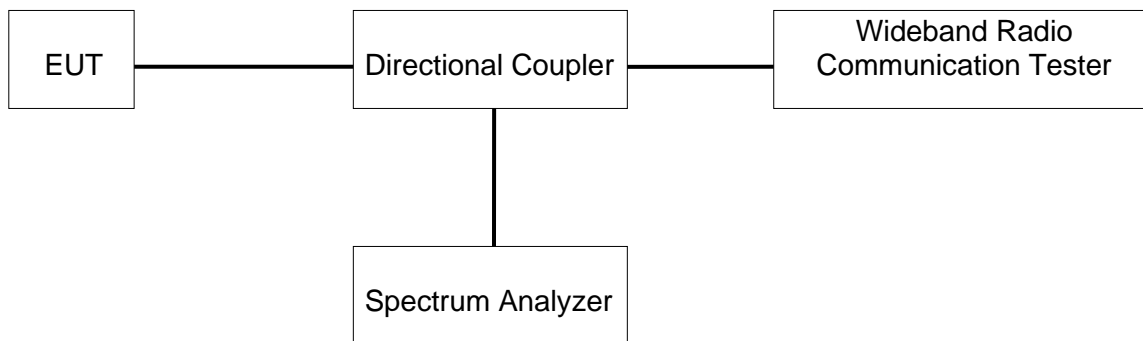 EUT
Directional Coupler
Wideband Radio
Communication Tester
Spectrum Analyzer